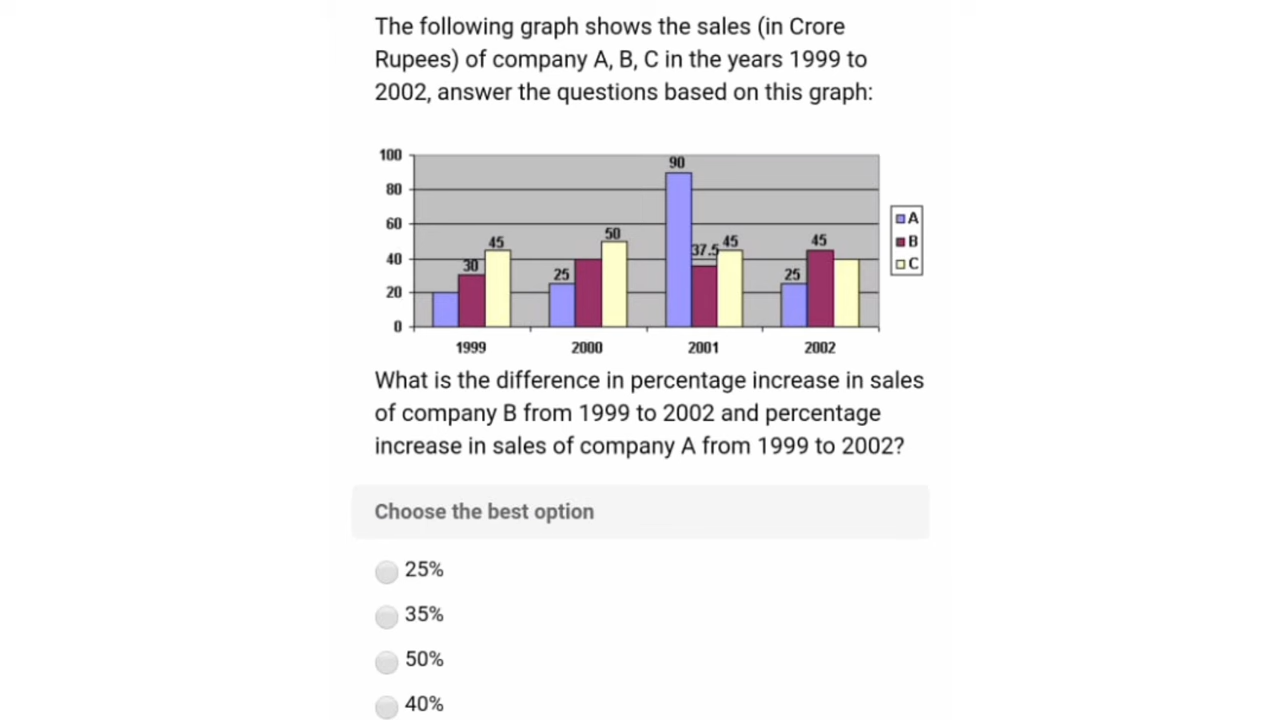 The following graph shows the sales (in Crore
Rupees) of company A, B, C in the years 1999 to
2002, answer the questions based on this graph:
100
80
60
40
20
0
30
45
25
50
90
37.5
45
25
45
1999
2000
2001
2002
A
B
C
What is the difference in percentage increase in sales
of company B from 1999 to 2002 and percentage
increase in sales of company A from 1999 to 2002?
Choose the best option
25%
35%
50%
40%